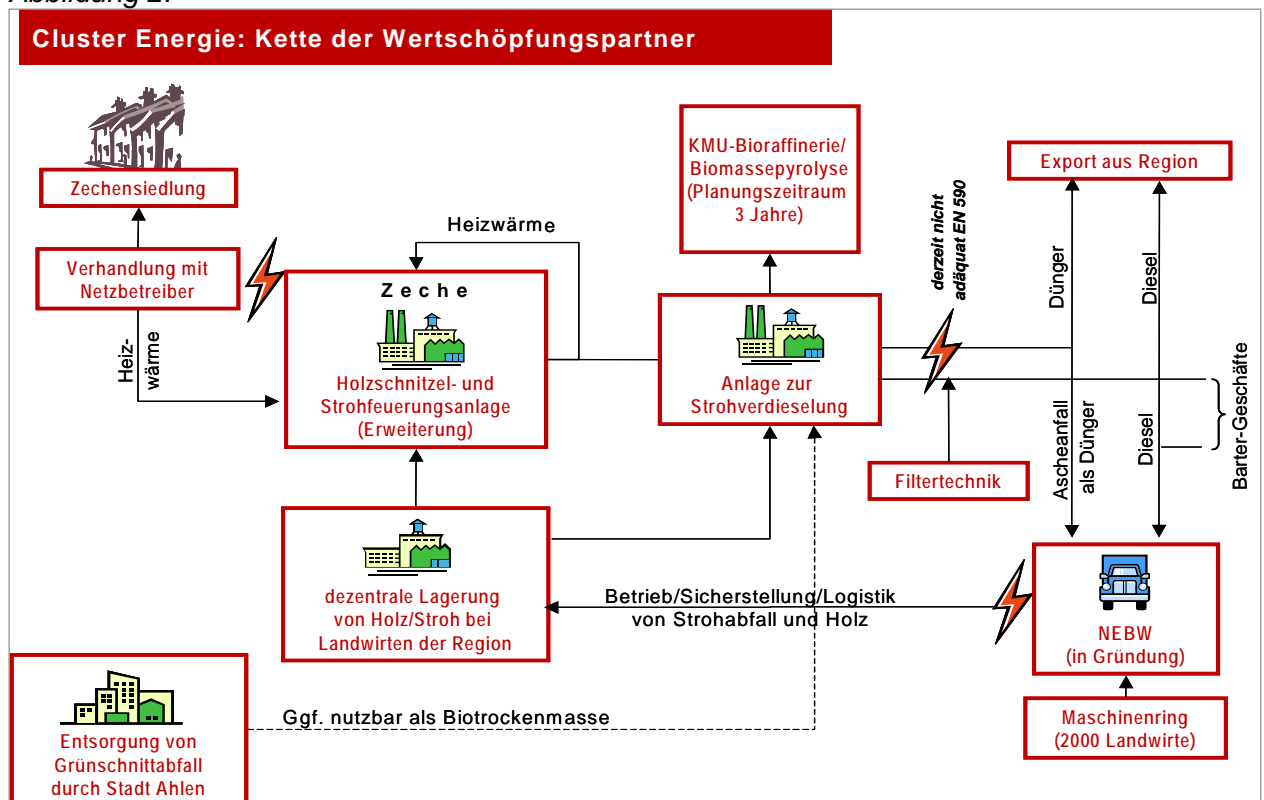 Abbildung 2:
Cluster Energie: Kette der Wertschöpfungspartner
Zechensiedlung
Verhandlung mit
Netzbetreiber
Heiz-
wärme
Heizwärme
Zeche
Holzschnitzel- und
Strohfeuerungsanlage
(Erweiterung)
KMU-Bioraffinerie/
Biomassepyrolyse
(Planungszeitraum
3 Jahre)
Anlage zur
Strohverdieselung
derzeit nicht
adäquat EN 590
Export aus Region
Dünger
Diesel
Barter-Geschäfte
Ascheanfall
als Dünger
Diesel
Filtertechnik
dezentrale Lagerung
von Holz/Stroh bei
Landwirten der Region
Betrieb/Sicherstellung/Logistik
von Strohabfall und Holz
NEBW
(in Gründung)
Maschinenring
(2000 Landwirte)
Ggf. nutzbar als Biotrockenmasse
Entsorgung von
Grünschnittabfall
durch Stadt Ahlen